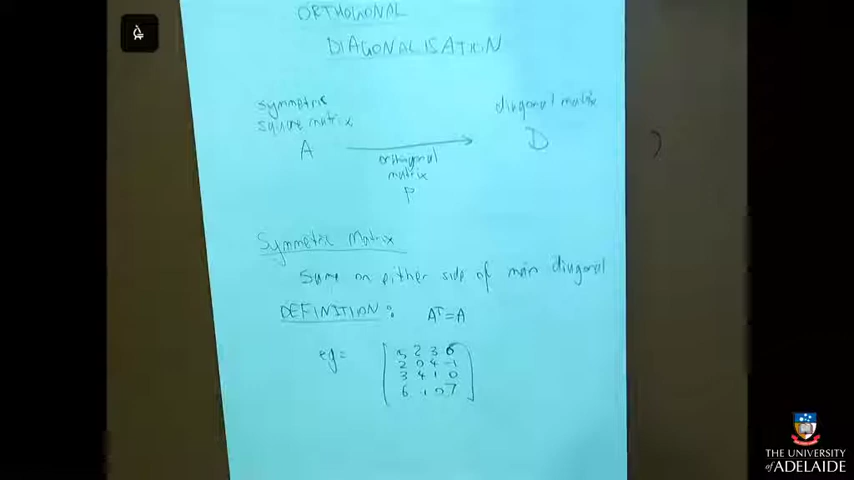 ORTHOGONAL
DIAGONALISATION
symmetric
square matrix
diagonal matrix
A
D
orthogonal
matrix
P
Symmetric Matrix
Same on either side of main diagonal
DEFINITION: Aᵀ=A
eg=
5 2 3 6
2 0 4 -1
3 4 1 0
6 -1 0 7
THE UNIVERSITY
of ADELAIDE